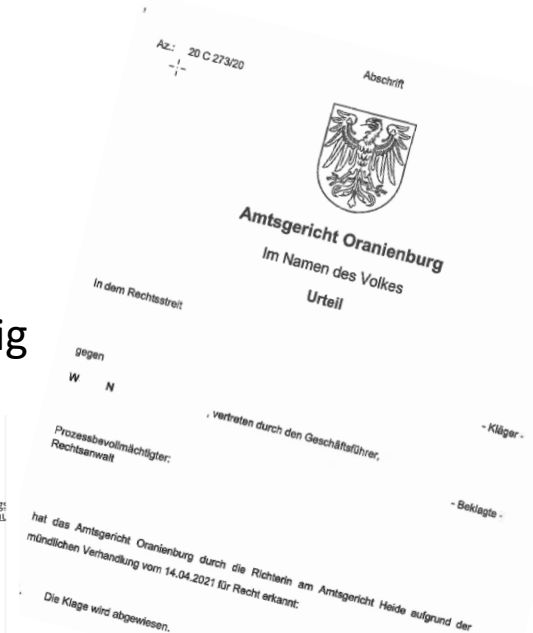 Az.: 20 C 273/20
Abschrift
Amtsgericht Oranienburg
Im Namen des Volkes
Urteil
In dem Rechtsstreit
ig
gegen
- Kläger -
W N
, vertreten durch den Geschäftsführer,
- Beklagte -
Prozessbevollmächtigter:
Rechtsanwalt
hat das Amtsgericht Oranienburg durch die Richterin am Amtsgericht Heide aufgrund der
mündlichen Verhandlung vom 14.04.2021 für Recht erkannt:
Die Klage wird abgewiesen.